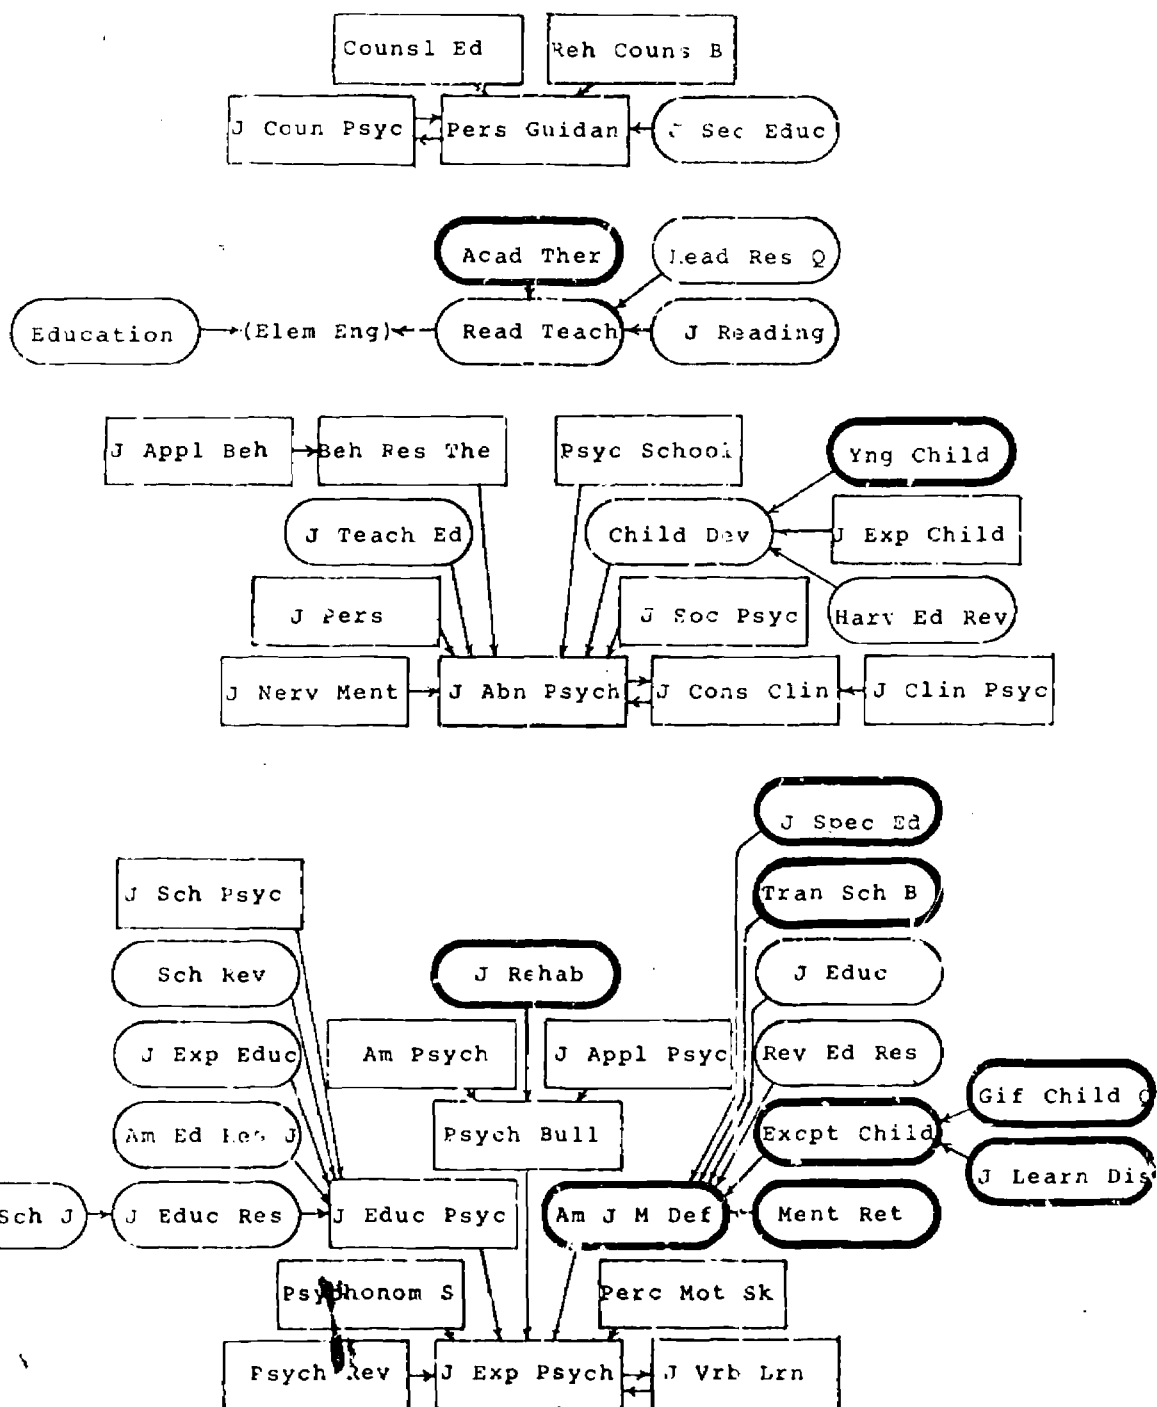 Counsl Ed Reh Couns B
J Coun Psyc Pers Guidan J Sec Educ
Acad Ther Lead Res Q
Education (Elem Eng) Read Teach J Reading
J Appl Beh Beh Res The Psyc School Yng Child
J Teach Ed Child Dev J Exp Child
J Pers J Soc Psyc Harv Ed Rev
J Nerv Ment J Abn Psych J Cons Clin J Clin Psyc
J Spec Ed
J Sch Psyc Tran Sch B
Sch Rev J Rehab J Educ
J Exp Educ Am Psych J Appl Psyc Rev Ed Res
Gif Child Q
Am Ed Res J Psych Bull Excpt Child
J Learn Dis
Sch J J Educ Res J Educ Psyc Am J M Def Ment Ret
Psychonom S Perc Mot Sk
Psych Rev J Exp Psych J Vrb Lrn